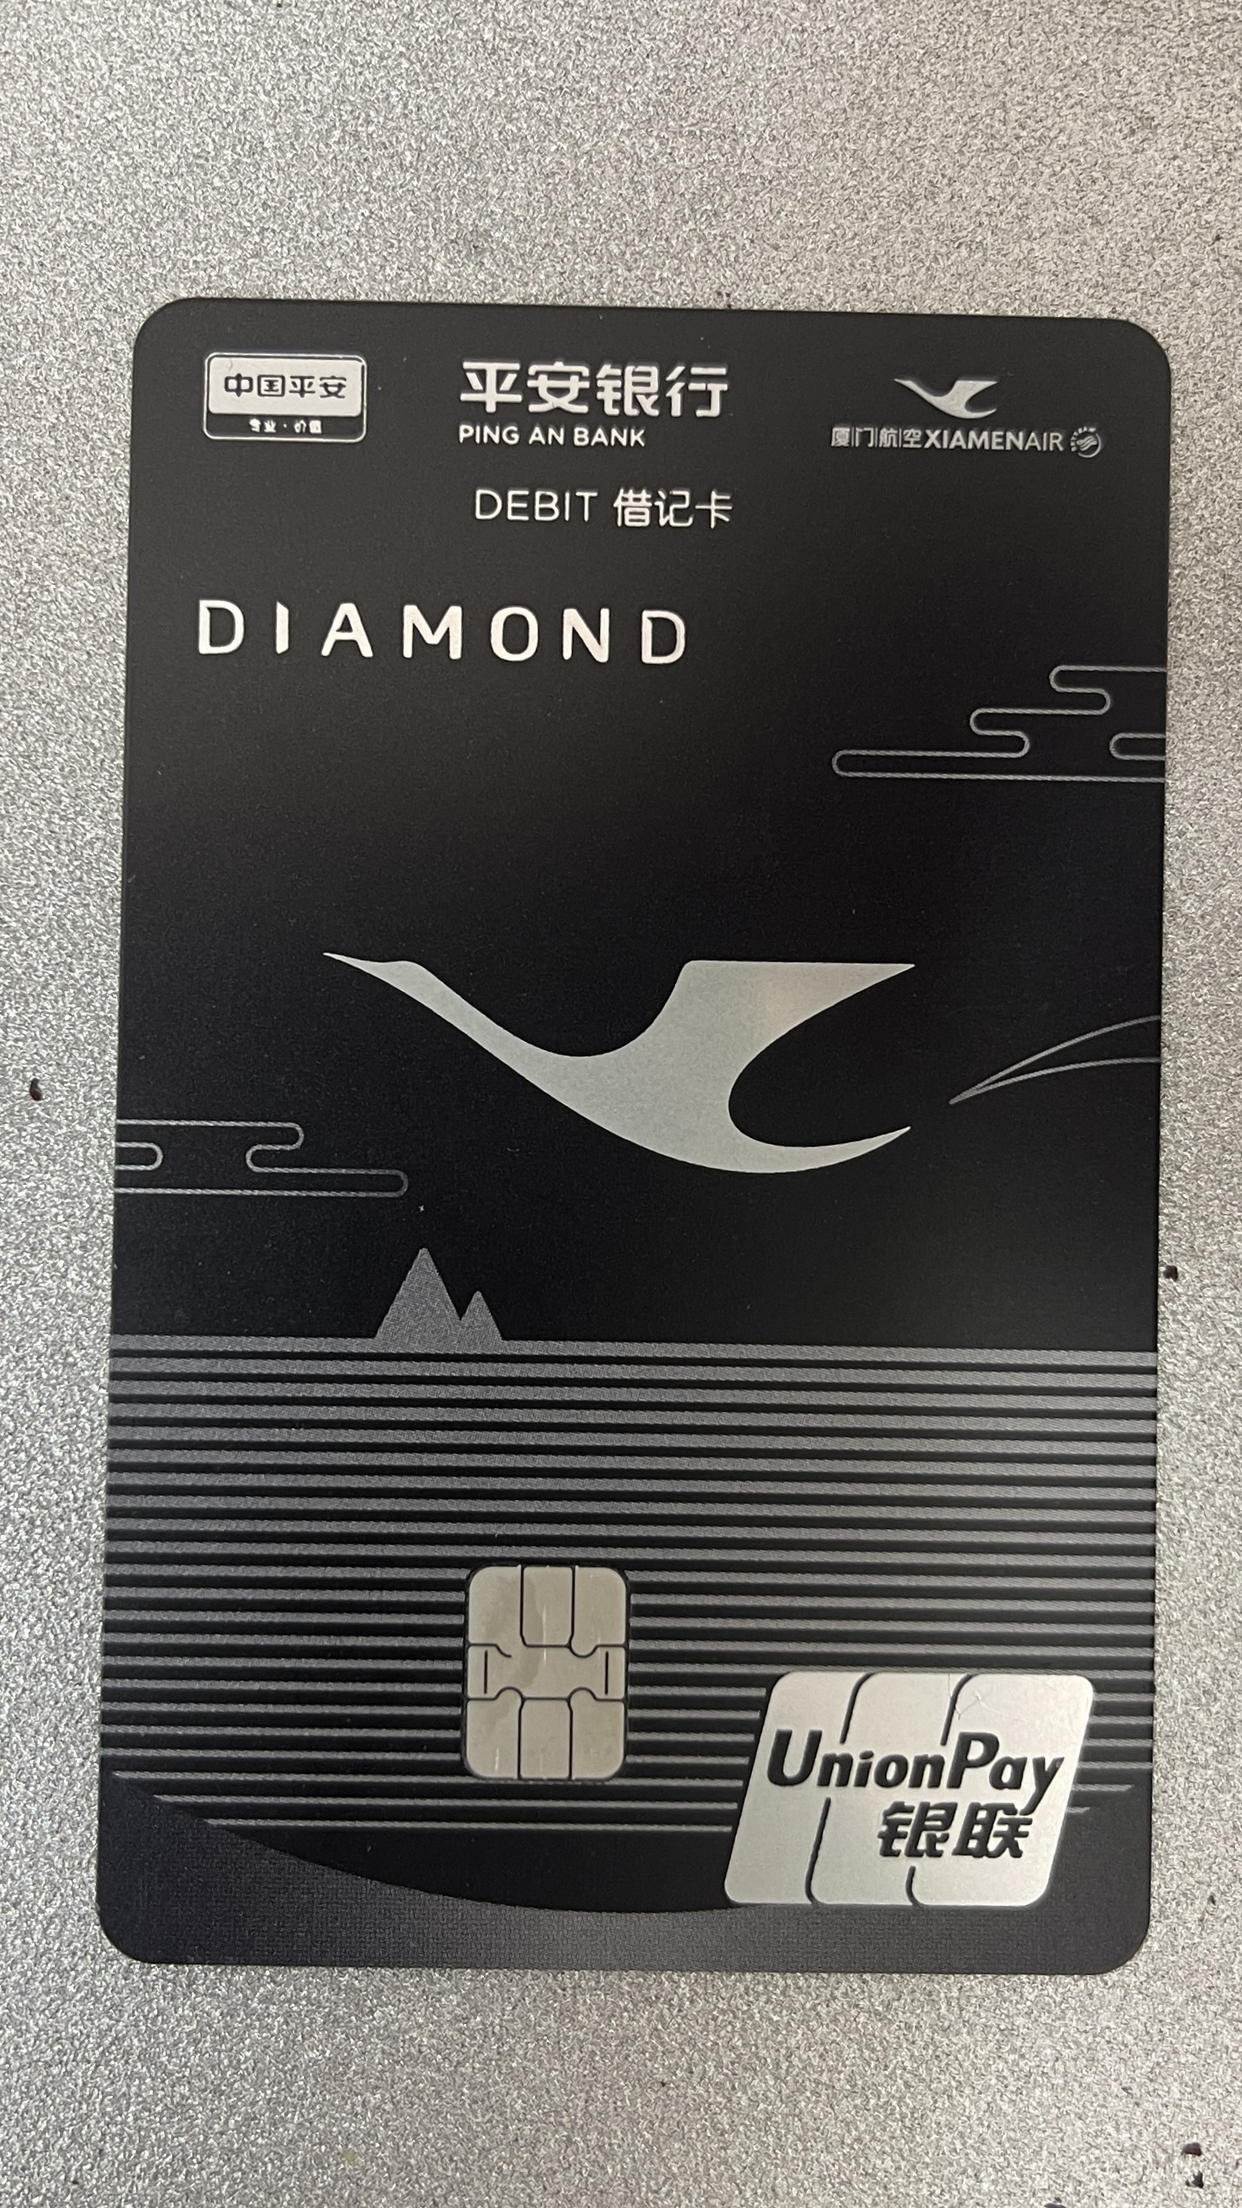 中国平安
专业·价值
平安银行
PING AN BANK
厦门航空XIAMENAIR
DEBIT 借记卡
DIAMOND
UnionPay
银联